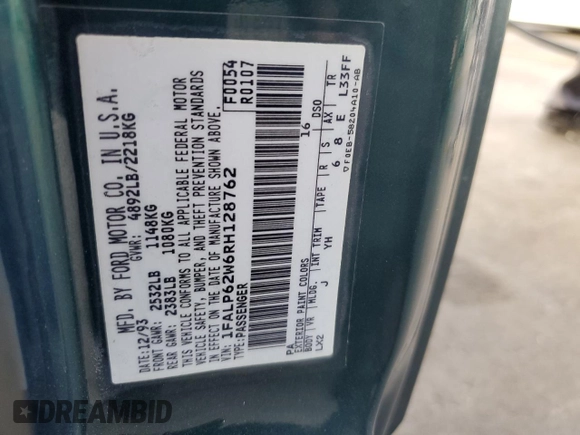 MFD. BY FORD MOTOR CO. IN U.S.A.
DATE: 12/93 GVWR: 4892LB/2218KG
FRONT GAWR: 2532LB 1148KG
REAR GAWR: 2383LB 1080KG
THIS VEHICLE CONFORMS TO ALL APPLICABLE FEDERAL MOTOR
VEHICLE SAFETY, BUMPER, AND THEFT PREVENTION STANDARDS
IN EFFECT ON THE DATE OF MANUFACTURE SHOWN ABOVE.
VIN: 1FALP62W6RH128762
TYPE: PASSENGER
F0054
R0107
16 DSO
PA
EXTERIOR PAINT COLORS
BODY VR MLDG. INT TRIM TAPE R S AX TR
LX2 J YH 6 8 E L33FF
▽F0EB-58204A10-AB
DREAMBID